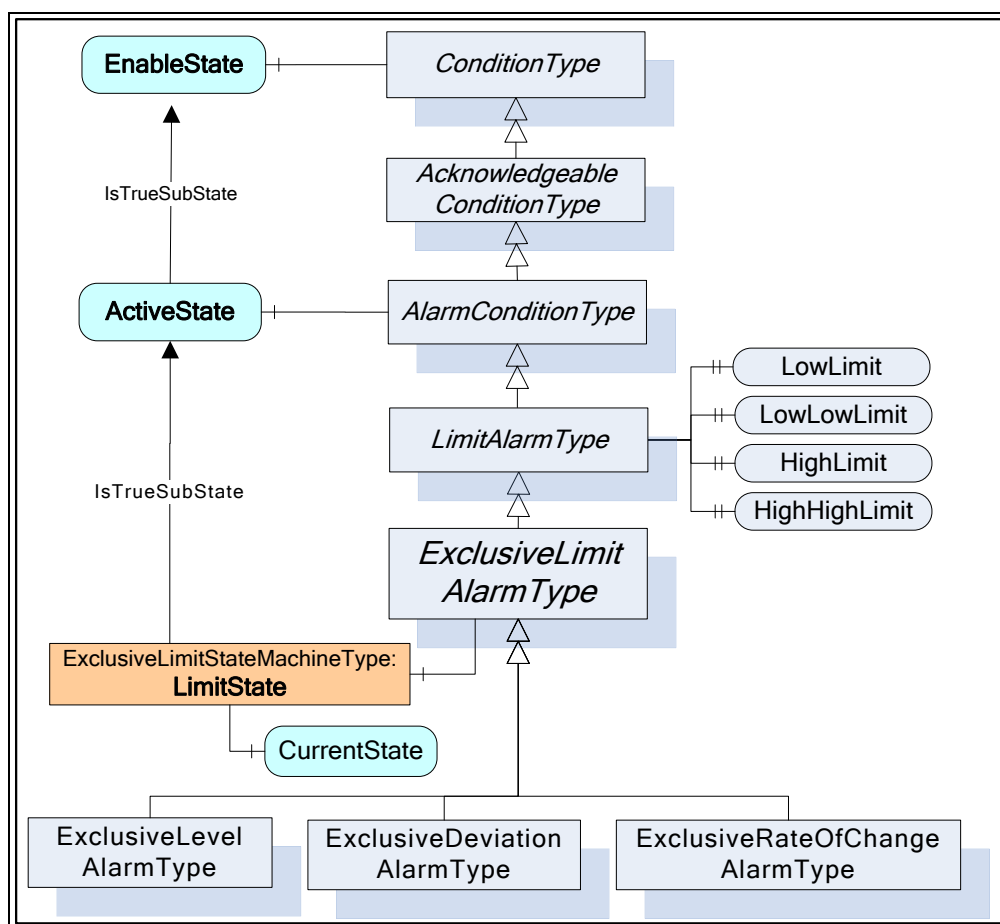 EnableState
ConditionType
Acknowledgeable
ConditionType
IsTrueSubState
ActiveState
AlarmConditionType
LowLimit
LowLowLimit
LimitAlarmType
HighLimit
HighHighLimit
IsTrueSubState
ExclusiveLimit
AlarmType
ExclusiveLimitStateMachineType:
LimitState
CurrentState
ExclusiveLevel
AlarmType
ExclusiveDeviation
AlarmType
ExclusiveRateOfChange
AlarmType